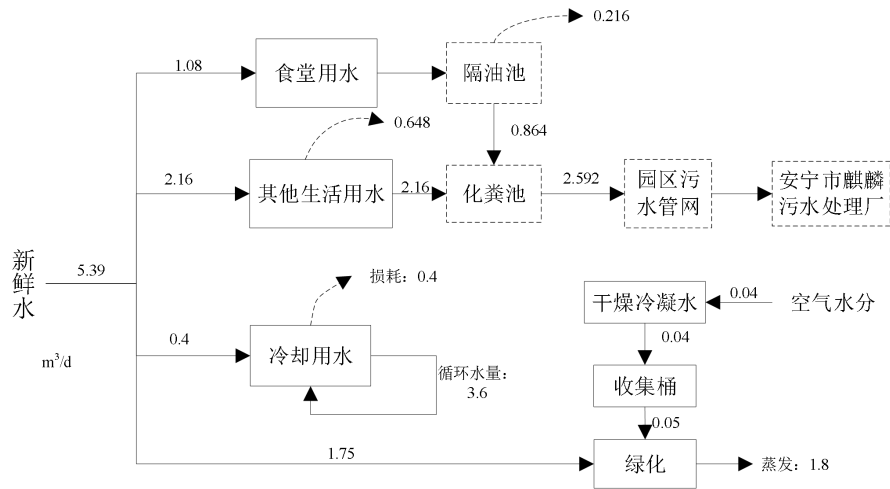 0.216
1.08
食堂用水
隔油池
0.648
0.864
2.16
其他生活用水
2.16
化粪池
2.592
园区污
水管网
安宁市麒麟
污水处理厂
新鲜水
5.39
m³/d
损耗：0.4
0.4
冷却用水
循环水量：
3.6
干燥冷凝水
0.04
空气水分
0.04
收集桶
0.05
1.75
绿化
蒸发：1.8